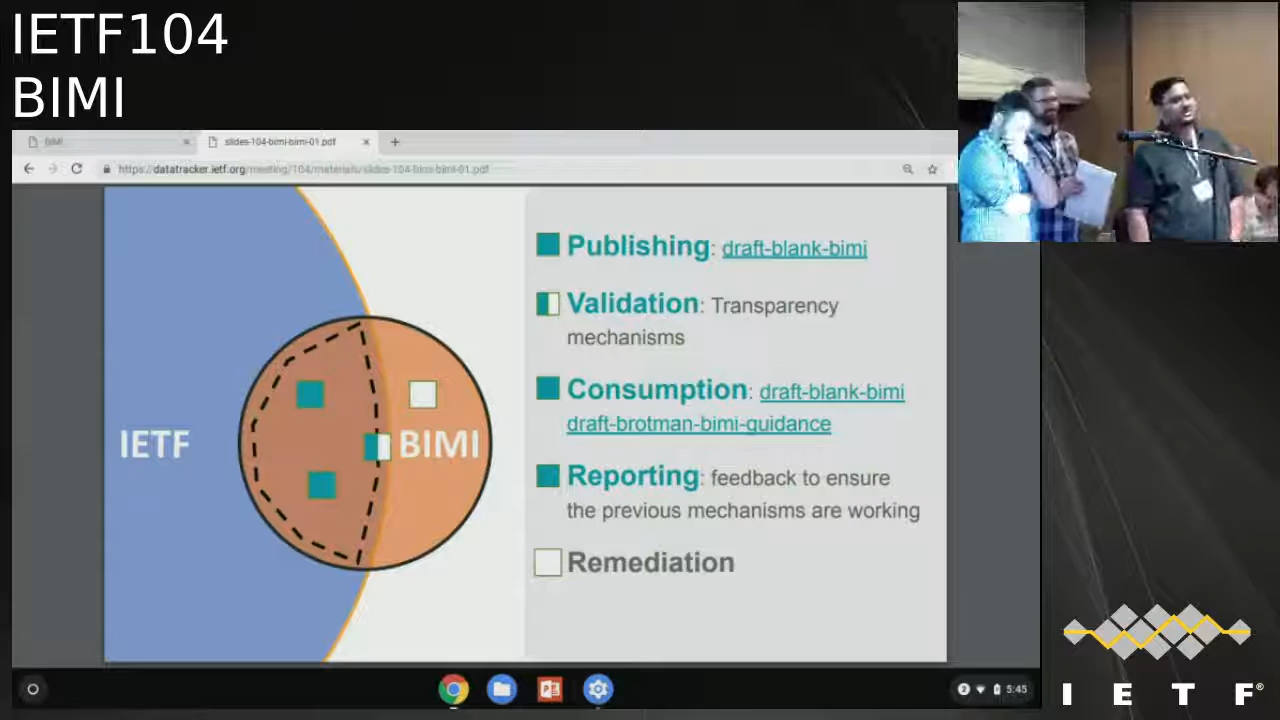 IETF104
BIMI
BIMI
slides-104-bimi-bimi-01.pdf
https://datatracker.ietf.org/meeting/104/materials/slides-104-bimi-bimi-01.pdf
Publishing: draft-blank-bimi
Validation: Transparency
mechanisms
Consumption: draft-blank-bimi
draft-brotman-bimi-guidance
Reporting: feedback to ensure
the previous mechanisms are working
Remediation
IETF
BIMI
2
5:45
I E T F®